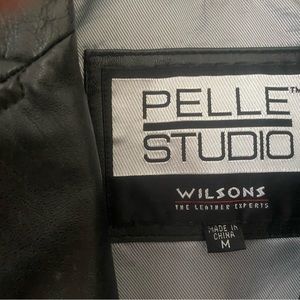 PELLE™
STUDIO
WILSONS
THE LEATHER EXPERTS
MADE IN
CHINA
M